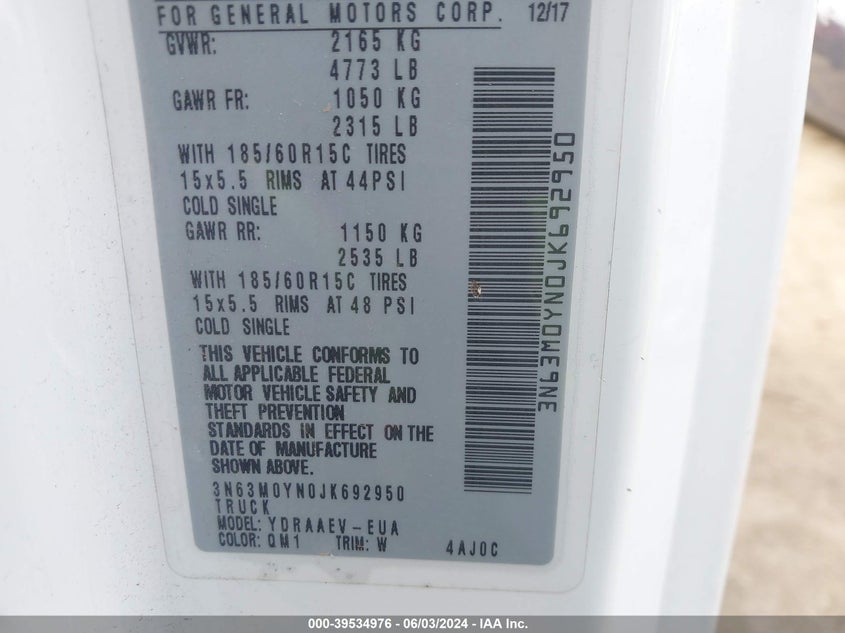 FOR GENERAL MOTORS CORP. 12/17
GVWR: 2165 KG
4773 LB
GAWR FR: 1050 KG
2315 LB
WITH 185/60R15C TIRES
15x5.5 RIMS AT 44PSI
COLD SINGLE
GAWR RR: 1150 KG
2535 LB
WITH 185/60R15C TIRES
15x5.5 RIMS AT 48 PSI
COLD SINGLE
THIS VEHICLE CONFORMS TO
ALL APPLICABLE FEDERAL
MOTOR VEHICLE SAFETY AND
THEFT PREVENTION
STANDARDS IN EFFECT ON THE
DATE OF MANUFACTURE
SHOWN ABOVE.
3N63M0YN0JK692950
TRUCK
MODEL: YDRAAEV-EUA
COLOR: QM1 TRIM: W 4AJ0C
3N63M0YN0JK692950
000-39534976 / 06/03/2024 - IAA Inc.